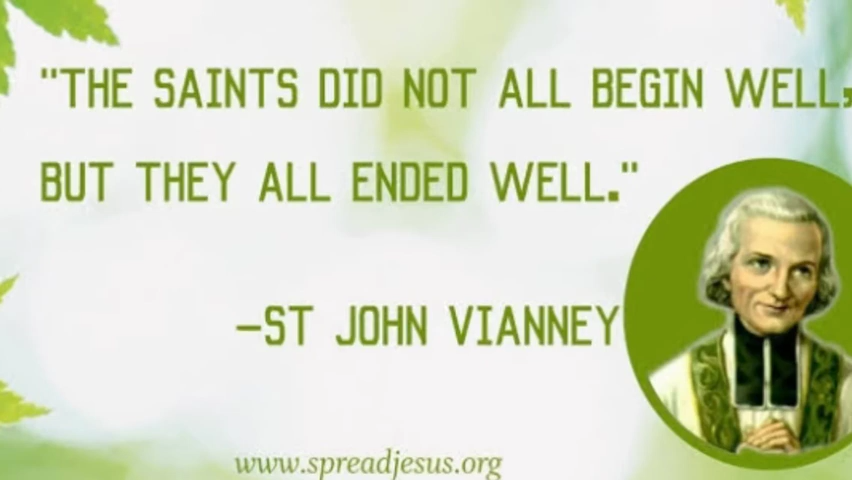 "THE SAINTS DID NOT ALL BEGIN WELL,
BUT THEY ALL ENDED WELL."
-ST JOHN VIANNEY
www.spreadjesus.org